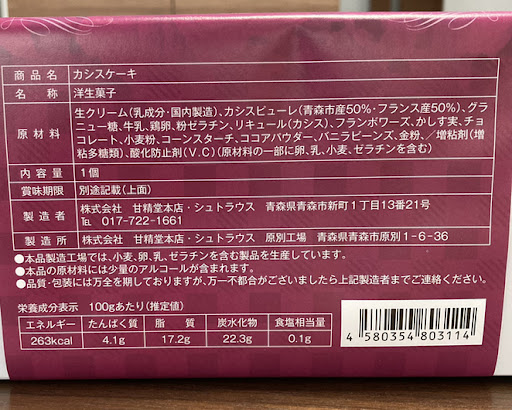 商品名 カシスケーキ
名称 洋生菓子
原材料 生クリーム（乳成分・国内製造）、カシスピューレ（青森市産50%・フランス産50%）、グラ
ニュー糖、牛乳、鶏卵、粉ゼラチン、リキュール（カシス）、フランボワーズ、かしす実、チョ
コレート、小麦粉、コーンスターチ、ココアパウダー、バニラビーンズ、金粉、／増粘剤（増
粘多糖類）、酸化防止剤（V.C）（原材料の一部に卵、乳、小麦、ゼラチンを含む）
内容量 1個
賞味期限 別途記載（上面）
製造者 株式会社 甘精堂本店・シュトラウス 青森県青森市新町1丁目13番21号
Tel 017-722-1661
製造所 株式会社 甘精堂本店・シュトラウス 原別工場 青森県青森市原別1-6-36
●本品製造工場では、小麦、卵、乳、ゼラチンを含む製品を生産しています。
●本品の原材料には少量のアルコールが含まれます。
●品質・包装には万全を期しておりますが、万一不都合がございましたら上記製造者までご連絡ください。
栄養成分表示 100gあたり（推定値）
エネルギー たんぱく質 脂質 炭水化物 食塩相当量
263kcal 4.1g 17.2g 22.3g 0.1g
4 580354 803114